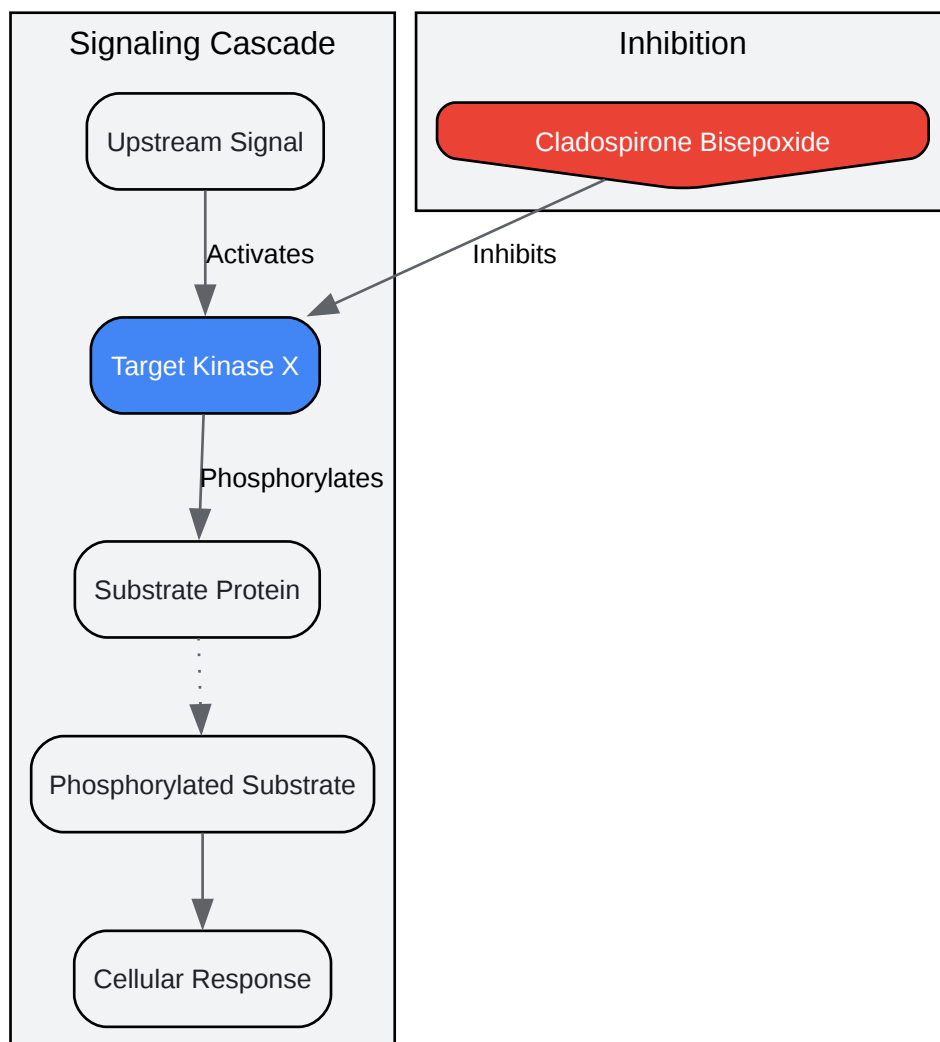 Signaling Cascade
Upstream Signal
Activates
Target Kinase X
Phosphorylates
Substrate Protein
Phosphorylated Substrate
Cellular Response
Inhibition
Cladospirone Bisepoxide
Inhibits